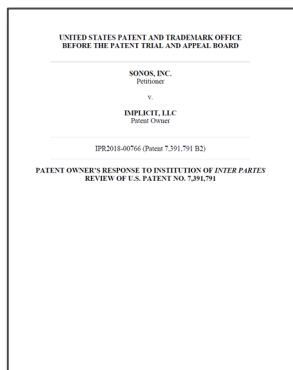 UNITED STATES PATENT AND TRADEMARK OFFICE
BEFORE THE PATENT TRIAL AND APPEAL BOARD
SONOS, INC.
Petitioner
v.
IMPLICIT, LLC
Patent Owner
IPR2018-00766 (Patent 7,391,791 B2)
PATENT OWNER'S RESPONSE TO INSTITUTION OF INTER PARTES
REVIEW OF U.S. PATENT NO. 7,391,791